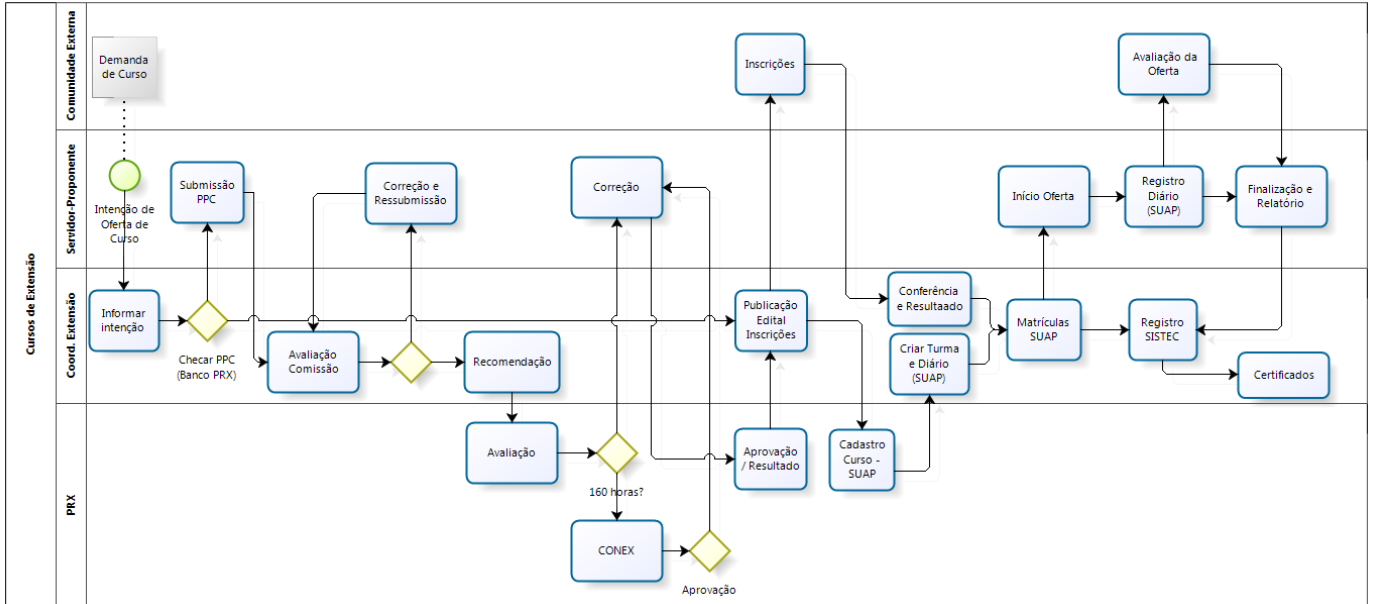 Cursos de Extensão
Comunidade Externa
Demanda
de Curso
Inscrições
Avaliação da
Oferta
Servidor-Proponente
Intenção de
Oferta de
Curso
Submissão
PPC
Correção e
Ressubmissão
Correção
Início Oferta
Registro
Diário
(SUAP)
Finalização e
Relatório
Coord. Extensão
Informar
intenção
Checar PPC
(Banco PRX)
Avaliação
Comissão
Recomendação
Publicação
Edital
Inscrições
Conferência
e Resultaado
Criar Turma
e Diário
(SUAP)
Matrículas
SUAP
Registro
SISTEC
Certificados
PRX
Avaliação
160 horas?
CONEX
Aprovação
Aprovação
/ Resultado
Cadastro
Curso -
SUAP